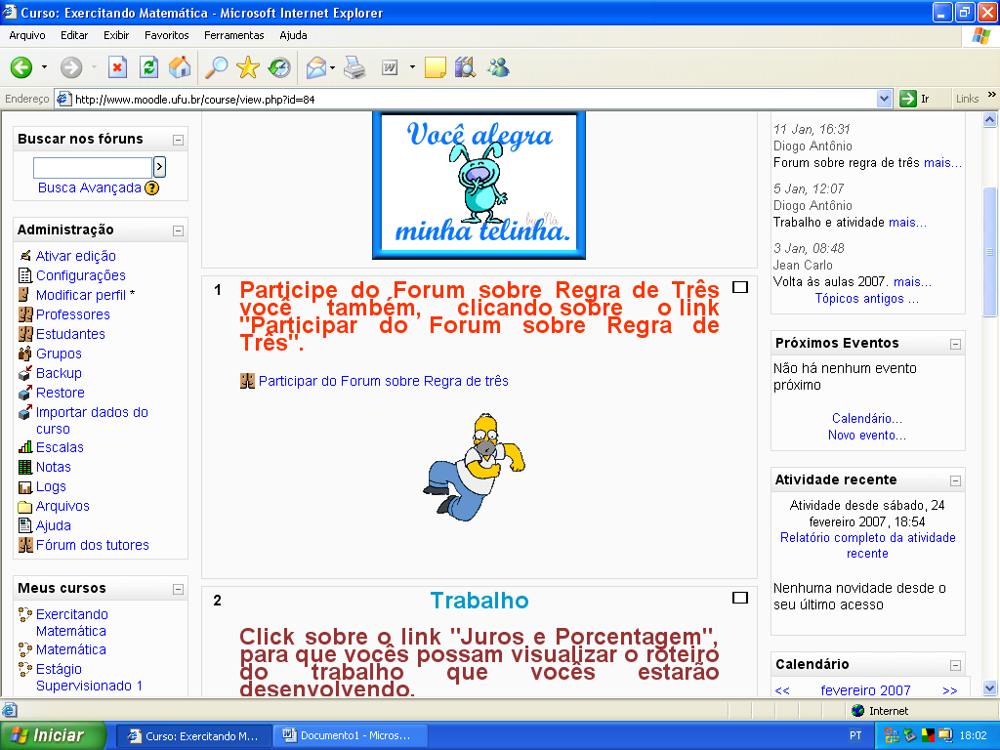 Curso: Exercitando Matemática - Microsoft Internet Explorer
Arquivo Editar Exibir Favoritos Ferramentas Ajuda
Endereço http://www.moodle.ufu.br/course/view.php?id=84 Ir Links »
Buscar nos fóruns
Busca Avançada ?
Administração
Ativar edição
Configurações
Modificar perfil *
Professores
Estudantes
Grupos
Backup
Restore
Importar dados do
curso
Escalas
Notas
Logs
Arquivos
Ajuda
Fórum dos tutores
Meus cursos
Exercitando
Matemática
Matemática
Estágio
Supervisionado 1
Você alegra
by Ná
minha telinha.
1
Participe do Forum sobre Regra de Três
você também, clicando sobre o link
"Participar do Forum sobre Regra de
Três".
Participar do Forum sobre Regra de três
2
Trabalho
Click sobre o link "Juros e Porcentagem",
para que vocês possam visualizar o roteiro
do trabalho que vocês estarão
desenvolvendo.
11 Jan, 16:31
Diogo Antônio
Forum sobre regra de três mais...
5 Jan, 12:07
Diogo Antônio
Trabalho e atividade mais...
3 Jan, 08:48
Jean Carlo
Volta às aulas 2007. mais...
Tópicos antigos ...
Próximos Eventos
Não há nenhum evento
próximo
Calendário...
Novo evento...
Atividade recente
Atividade desde sábado, 24
fevereiro 2007, 18:54
Relatório completo da atividade
recente
Nenhuma novidade desde o
seu último acesso
Calendário
<< fevereiro 2007 >>
Internet
Iniciar
Curso: Exercitando M...
Documento1 - Micros...
PT
18:02